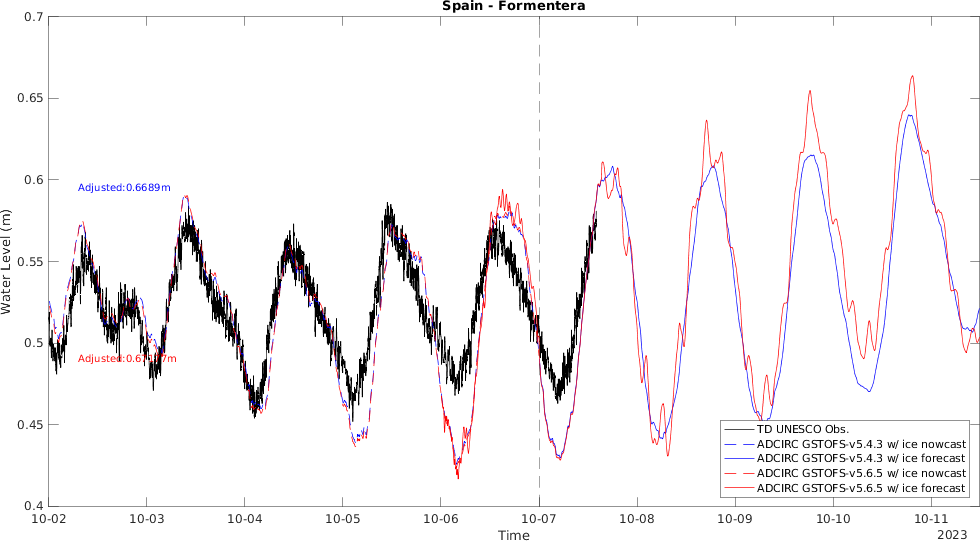 Spain - Formentera
0.7
0.65
0.6
0.55
0.5
0.45
0.4
Water Level (m)
Adjusted:0.6689m
TD UNESCO Obs.
ADCIRC GSTOFS-v5.4.3 w/ ice nowcast
ADCIRC GSTOFS-v5.4.3 w/ ice forecast
ADCIRC GSTOFS-v5.6.5 w/ ice nowcast
ADCIRC GSTOFS-v5.6.5 w/ ice forecast
10-02 10-03 10-04 10-05 10-06 10-07 10-08 10-09 10-10 10-11
Time
2023